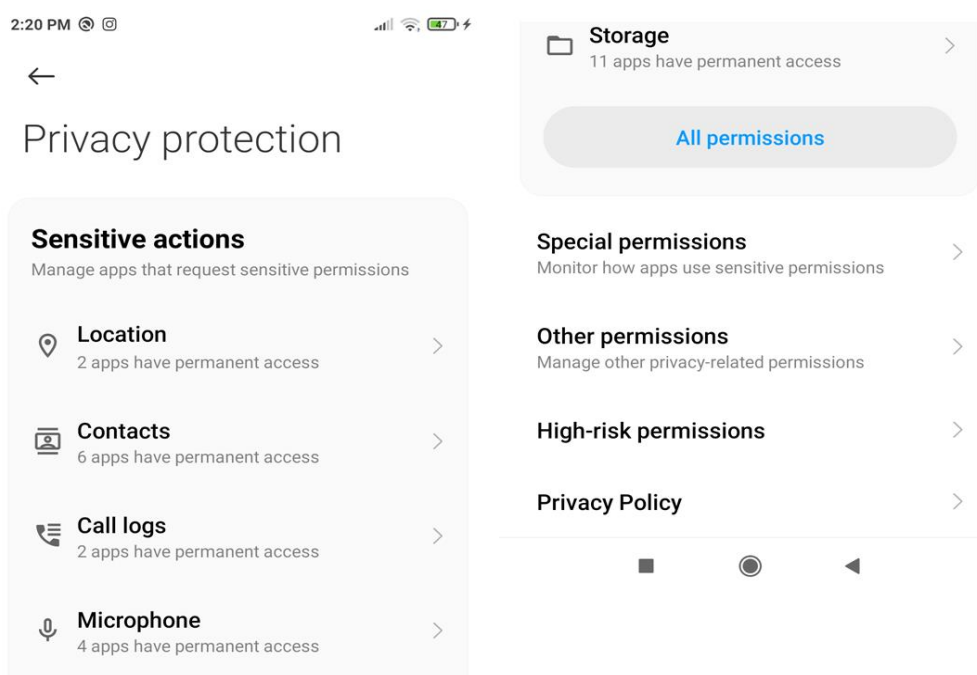 2:20 PM
47
Privacy protection
Sensitive actions
Manage apps that request sensitive permissions
Location
2 apps have permanent access
Contacts
6 apps have permanent access
Call logs
2 apps have permanent access
Microphone
4 apps have permanent access
Storage
11 apps have permanent access
All permissions
Special permissions
Monitor how apps use sensitive permissions
Other permissions
Manage other privacy-related permissions
High-risk permissions
Privacy Policy